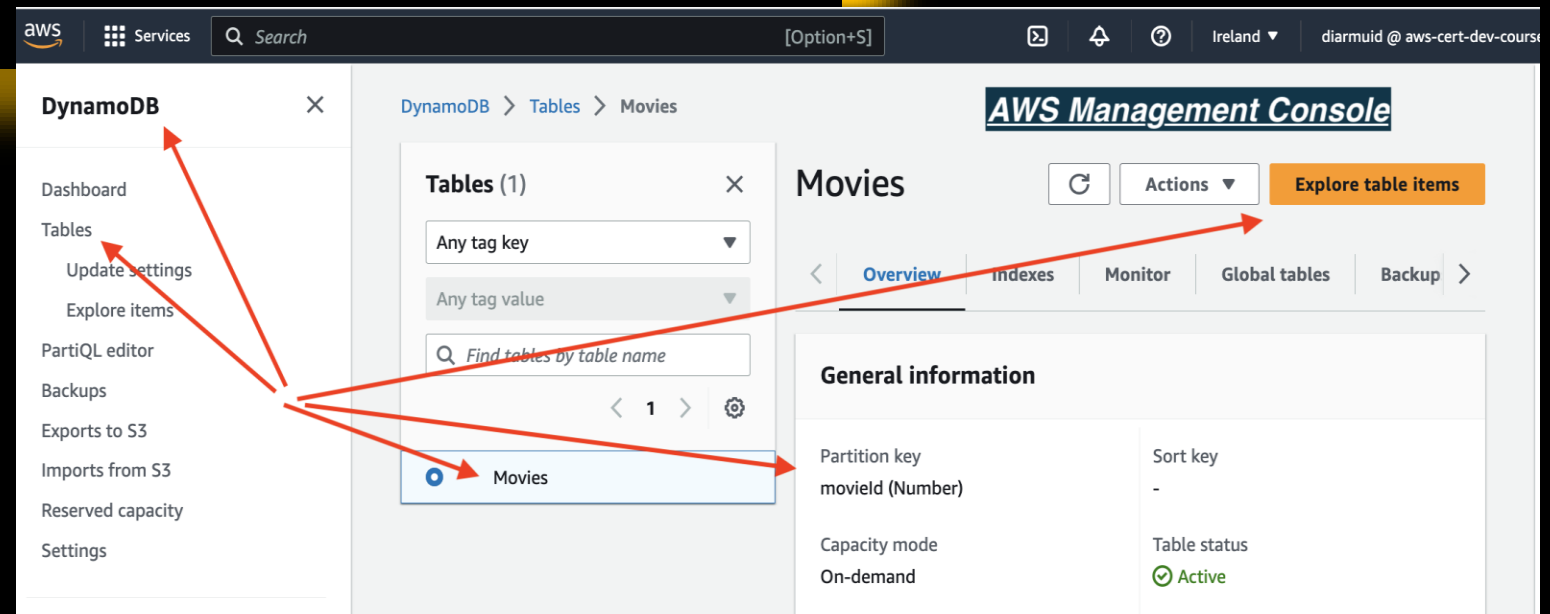 aws
Services
Search
[Option+S]
Ireland
diarmuid @ aws-cert-dev-course
DynamoDB
Dashboard
Tables
Update settings
Explore items
PartiQL editor
Backups
Exports to S3
Imports from S3
Reserved capacity
Settings
DynamoDB > Tables > Movies
AWS Management Console
Tables (1)
Any tag key
Any tag value
Find tables by table name
1
Movies
Movies
Actions
Explore table items
Overview
Indexes
Monitor
Global tables
Backup
General information
Partition key
movieId (Number)
Sort key
-
Capacity mode
On-demand
Table status
Active